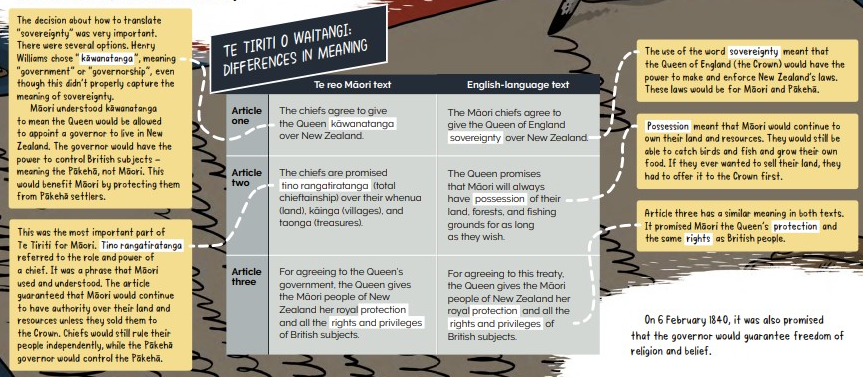 The decision about how to translate
"sovereignty" was very important.
There were several options. Henry
Williams chose "kāwanatanga", meaning
"government" or "governorship", even
though this didn't properly capture the
meaning of sovereignty.
Māori understood kāwanatanga
to mean the Queen would be allowed
to appoint a governor to live in New
Zealand. The governor would have the
power to control British subjects –
meaning the Pākehā, not Māori. This
would benefit Māori by protecting them
from Pākehā settlers.
This was the most important part of
Te Tiriti for Māori. Tino rangatiratanga
referred to the role and power of
a chief. It was a phrase that Māori
used and understood. The article
guaranteed that Māori would continue
to have authority over their land and
resources unless they sold them to
the Crown. Chiefs would still rule their
people independently, while the Pākehā
governor would control the Pākehā.
TE TIRITI O WAITANGI:
DIFFERENCES IN MEANING
Te reo Māori text
English-language text
Article
one
The chiefs agree to give
the Queen kāwanatanga
over New Zealand.
The Māori chiefs agree to
give the Queen of England
sovereignty over New Zealand.
Article
two
The chiefs are promised
tino rangatiratanga (total
chieftainship) over their whenua
(land), kāinga (villages), and
taonga (treasures).
The Queen promises
that Māori will always
have possession of their
land, forests, and fishing
grounds for as long
as they wish.
Article
three
For agreeing to the Queen's
government, the Queen gives
the Māori people of New
Zealand her royal protection
and all the rights and privileges
of British subjects.
For agreeing to this treaty,
the Queen gives the Māori
people of New Zealand her
royal protection and all the
rights and privileges of
British subjects.
The use of the word sovereignty meant that
the Queen of England (the Crown) would have the
power to make and enforce New Zealand's laws.
These laws would be for Māori and Pākehā.
Possession meant that Māori would continue to
own their land and resources. They would still be
able to catch birds and fish and grow their own
food. If they ever wanted to sell their land, they
had to offer it to the Crown first.
Article three has a similar meaning in both texts.
It promised Māori the Queen's protection and
the same rights as British people.
On 6 February 1840, it was also promised
that the governor would guarantee freedom of
religion and belief.